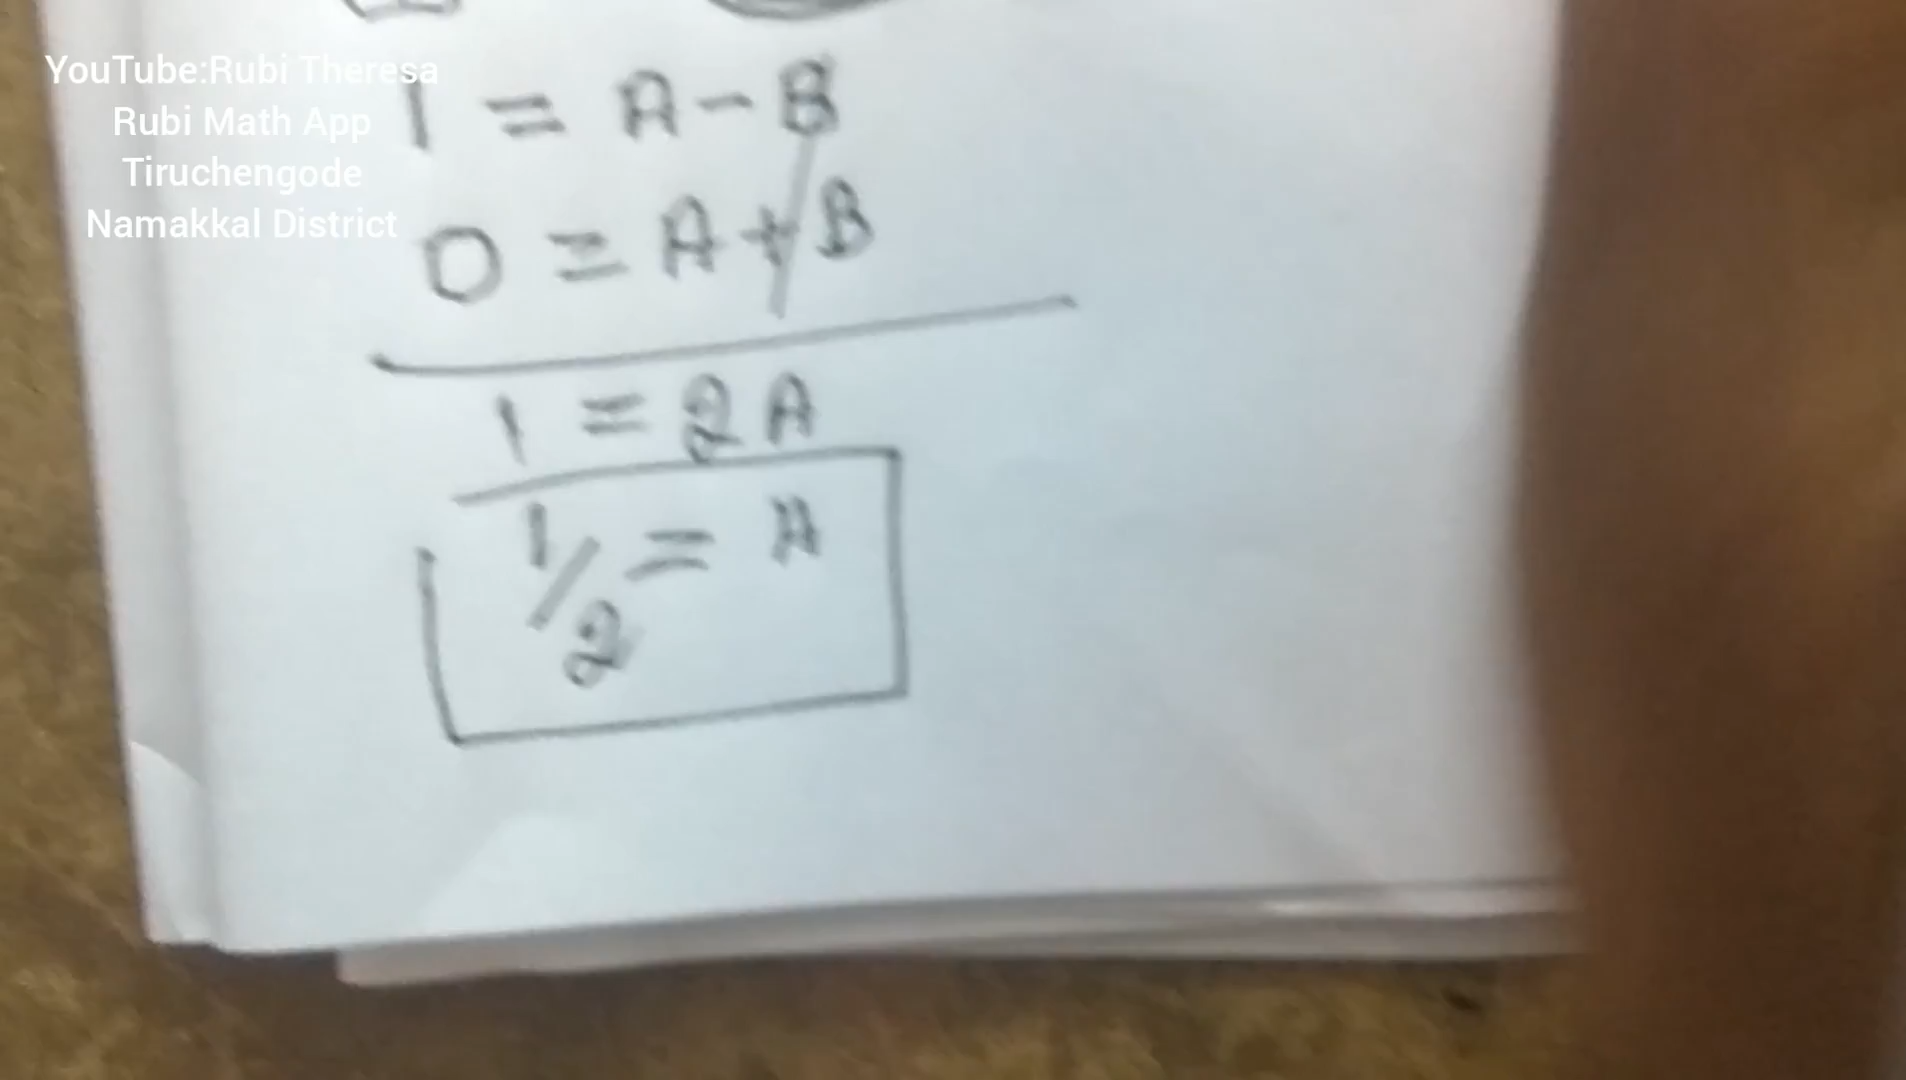 YouTube:Rubi Theresa
Rubi Math App
Tiruchengode
Namakkal District
1 = A - B
0 = A + B
1 = 2A
1/2 = A